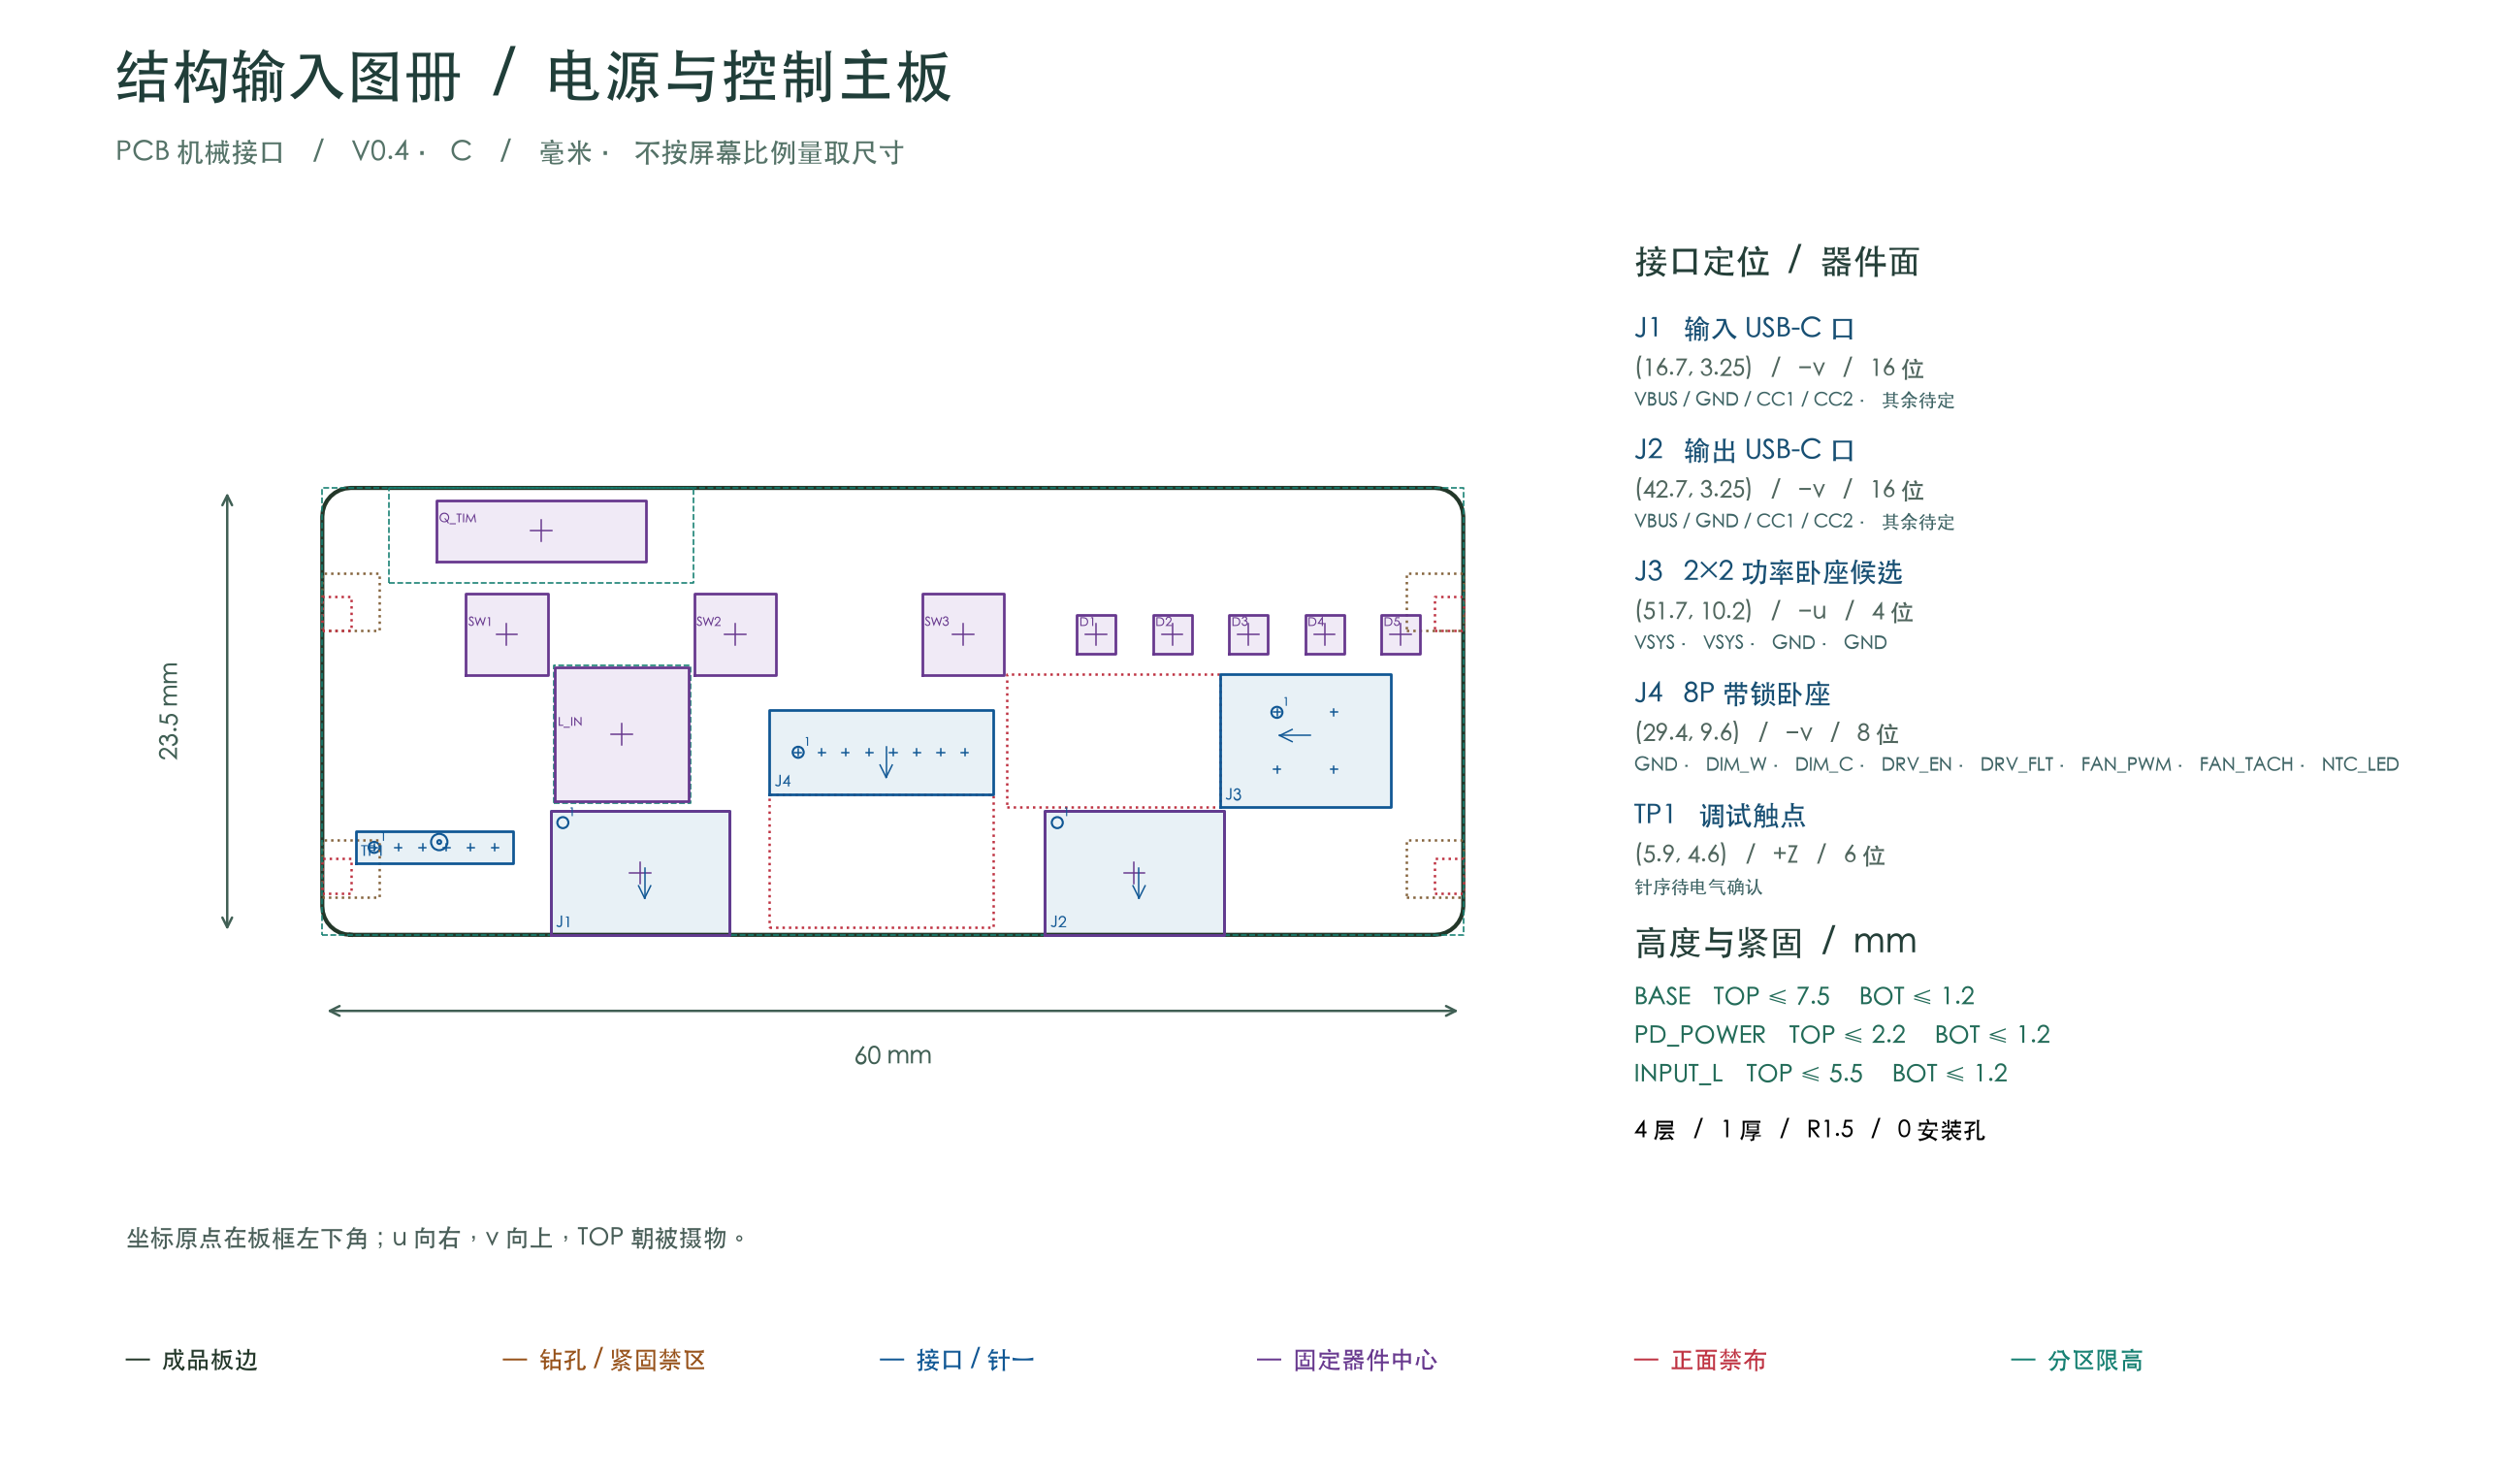 结构输入图册 / 电源与控制主板
PCB 机械接口 / V0.4 · C / 毫米 · 不按屏幕比例量取尺寸
接口定位 / 器件面
J1 输入 USB-C 口
(16.7, 3.25) / −v / 16 位
VBUS / GND / CC1 / CC2 · 其余待定
J2 输出 USB-C 口
(42.7, 3.25) / −v / 16 位
VBUS / GND / CC1 / CC2 · 其余待定
J3 2×2 功率卧座候选
(51.7, 10.2) / −u / 4 位
VSYS · VSYS · GND · GND
J4 8P 带锁卧座
(29.4, 9.6) / −v / 8 位
GND · DIM_W · DIM_C · DRV_EN · DRV_FLT · FAN_PWM · FAN_TACH · NTC_LED
TP1 调试触点
(5.9, 4.6) / +Z / 6 位
针序待电气确认
高度与紧固 / mm
BASE TOP ≤ 7.5 BOT ≤ 1.2
PD_POWER TOP ≤ 2.2 BOT ≤ 1.2
INPUT_L TOP ≤ 5.5 BOT ≤ 1.2
4 层 / 1 厚 / R1.5 / 0 安装孔
Q_TIM
SW1
SW2
SW3
D1
D2
D3
D4
D5
L_IN
1
J4
1
J3
TP1
1
1
J1
1
J2
23.5 mm
60 mm
坐标原点在板框左下角；u 向右，v 向上，TOP 朝被摄物。
成品板边
钻孔 / 紧固禁区
接口 / 针一
固定器件中心
正面禁布
分区限高